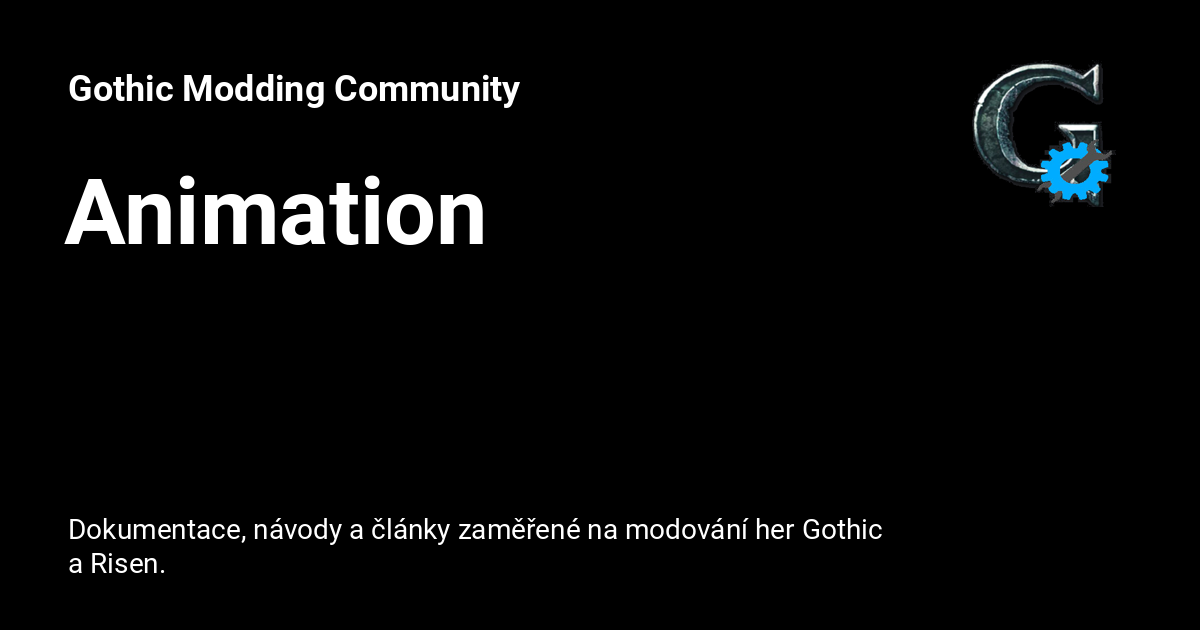 Gothic Modding Community
Animation
Dokumentace, návody a články zaměřené na modování her Gothic
a Risen.